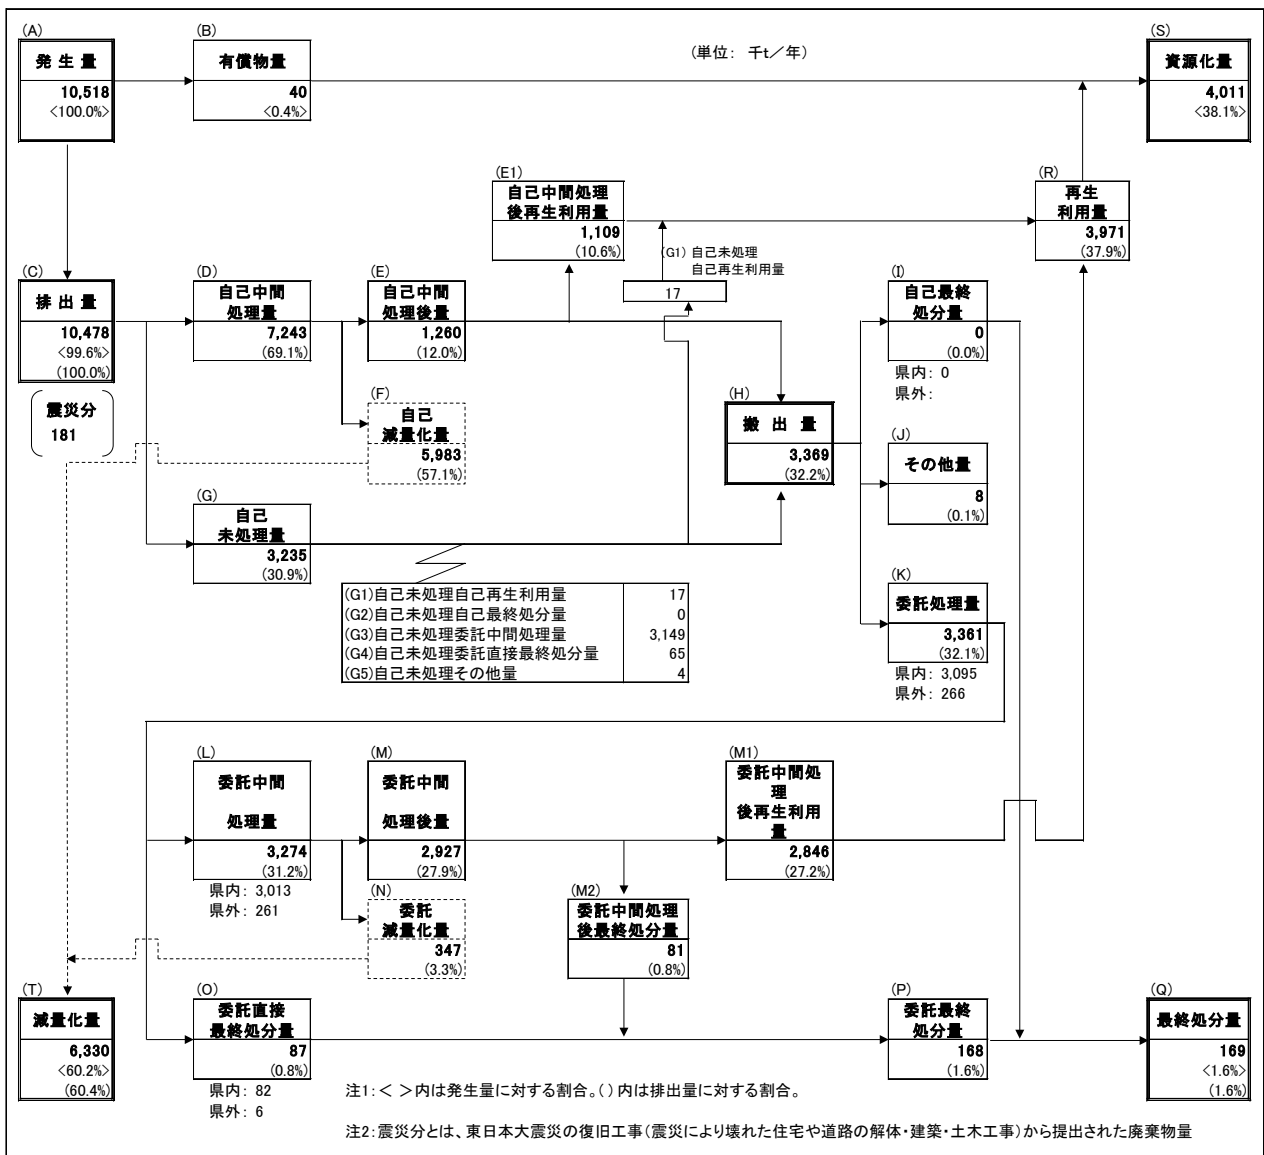 (A)
発 生 量
10,518
<100.0%>
(B)
有償物量
40
<0.4%>
(単位: 千t/年)
(S)
資源化量
4,011
<38.1%>
(E1)
自己中間処理
後再生利用量
1,109
(10.6%)
(G1) 自己未処理
自己再生利用量
17
(R)
再生
利用量
3,971
(37.9%)
(C)
排 出 量
10,478
<99.6%>
(100.0%)
震災分
181
(D)
自己中間
処理量
7,243
(69.1%)
(E)
自己中間
処理後量
1,260
(12.0%)
(F)
自己
減量化量
5,983
(57.1%)
(G)
自己
未処理量
3,235
(30.9%)
(H)
搬 出 量
3,369
(32.2%)
(I)
自己最終
処分量
0
(0.0%)
県内: 0
県外:
(J)
その他量
8
(0.1%)
(K)
委託処理量
3,361
(32.1%)
県内: 3,095
県外: 266
(G1)自己未処理自己再生利用量 17
(G2)自己未処理自己最終処分量 0
(G3)自己未処理委託中間処理量 3,149
(G4)自己未処理委託直接最終処分量 65
(G5)自己未処理その他量 4
(L)
委託中間
処理量
3,274
(31.2%)
県内: 3,013
県外: 261
(M)
委託中間
処理後量
2,927
(27.9%)
(N)
委託
減量化量
347
(3.3%)
(M2)
委託中間処理
後最終処分量
81
(0.8%)
(M1)
委託中間処
理
後再生利用
量
2,846
(27.2%)
(T)
減量化量
6,330
<60.2%>
(60.4%)
(O)
委託直接
最終処分量
87
(0.8%)
県内: 82
県外: 6
(P)
委託最終
処分量
168
(1.6%)
(Q)
最終処分量
169
<1.6%>
(1.6%)
注1:< >内は発生量に対する割合。( )内は排出量に対する割合。
注2:震災分とは、東日本大震災の復旧工事(震災により壊れた住宅や道路の解体・建築・土木工事)から提出された廃棄物量